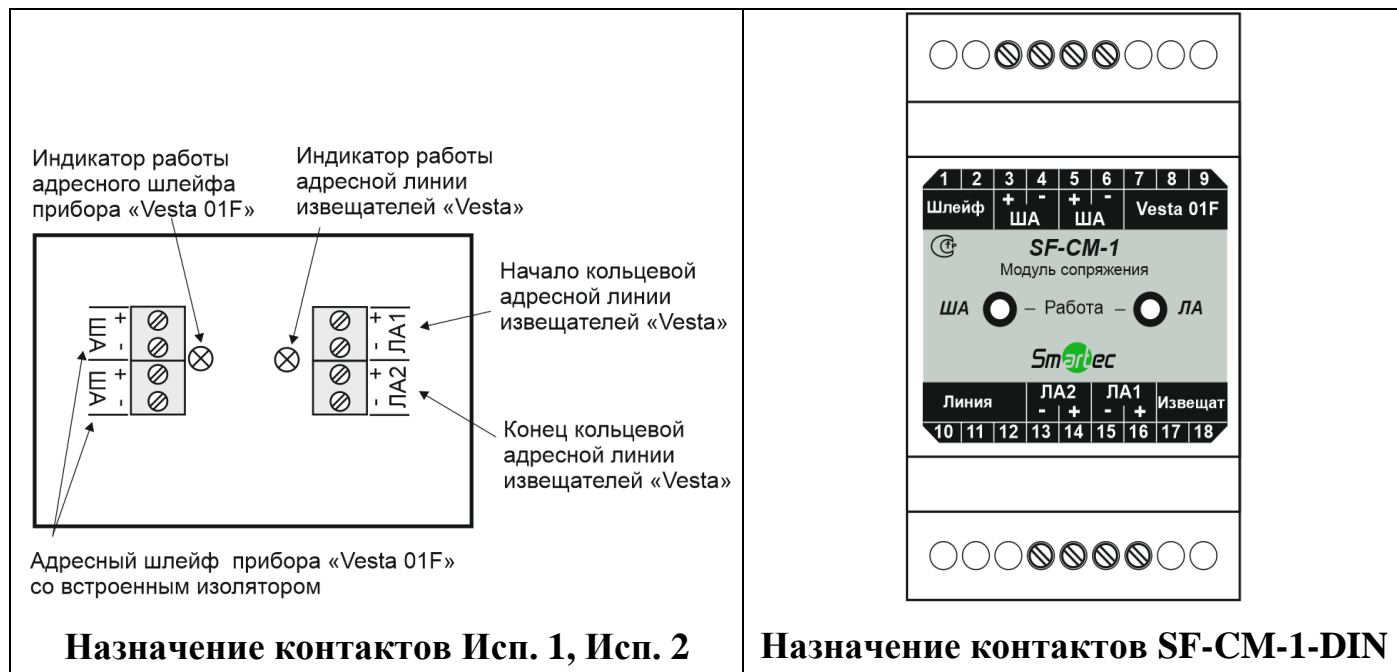 Индикатор работы
адресного шлейфа
прибора «Vesta 01F»
Индикатор работы
адресной линии
извещателей «Vesta»
+
-
ША
+
-
ША
+
-
ЛА1
+
-
ЛА2
Начало кольцевой
адресной линии
извещателей «Vesta»
Конец кольцевой
адресной линии
извещателей «Vesta»
Адресный шлейф прибора «Vesta 01F»
со встроенным изолятором
Назначение контактов Исп. 1, Исп. 2
1 2 3 4 5 6 7 8 9
+ - + -
Шлейф ША ША Vesta 01F
SF-CM-1
Модуль сопряжения
ША – Работа – ЛА
Smartec
Линия ЛА2 ЛА1 Извещат
- + - +
10 11 12 13 14 15 16 17 18
Назначение контактов SF-CM-1-DIN